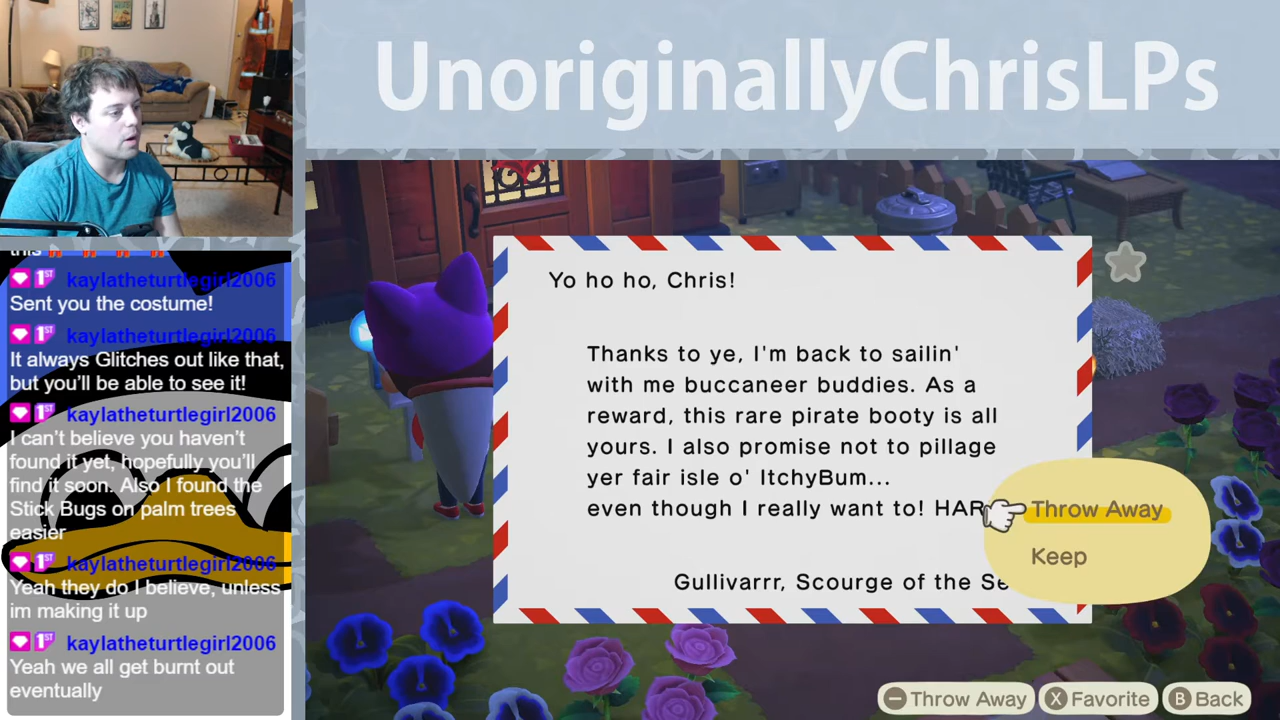 UnoriginallyChrisLPs
this
kaylatheturtlegirl2006
Sent you the costume!
kaylatheturtlegirl2006
It always Glitches out like that,
but you'll be able to see it!
kaylatheturtlegirl2006
I can't believe you haven't
found it yet, hopefully you'll
find it soon. Also I found the
Stick Bugs on palm trees
easier
kaylatheturtlegirl2006
Yeah they do I believe, unless
im making it up
kaylatheturtlegirl2006
Yeah we all get burnt out
eventually
Yo ho ho, Chris!
Thanks to ye, I'm back to sailin'
with me buccaneer buddies. As a
reward, this rare pirate booty is all
yours. I also promise not to pillage
yer fair isle o' ItchyBum...
even though I really want to! HAR
Gullivarrr, Scourge of the Se
Throw Away
Keep
- Throw Away
X Favorite
B Back